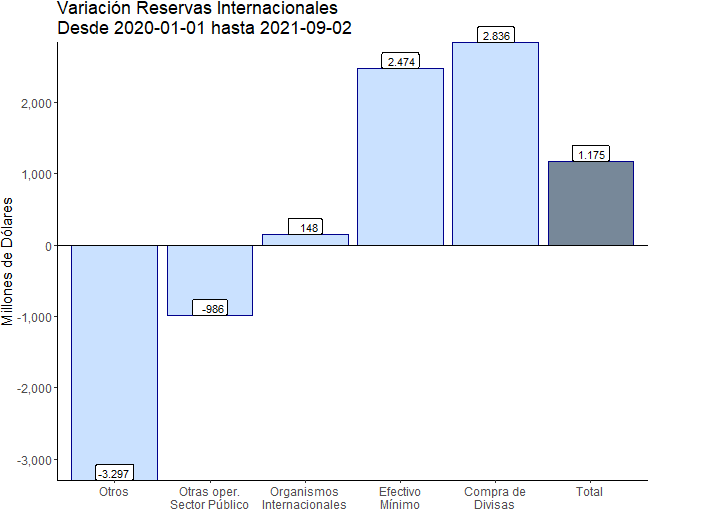 Variación Reservas Internacionales
Desde 2020-01-01 hasta 2021-09-02
Millones de Dólares
2,000
1,000
0
-1,000
-2,000
-3,000
-3.297
-986
148
2.474
2.836
1.175
Otros
Otras oper.
Sector Público
Organismos
Internacionales
Efectivo
Mínimo
Compra de
Divisas
Total